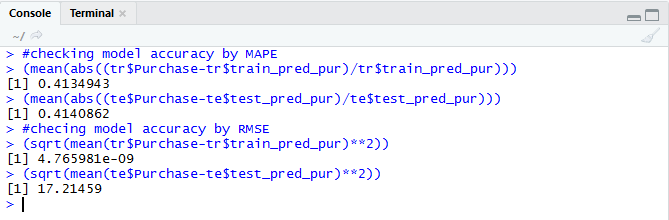 Console Terminal ×
~/
> #checking model accuracy by MAPE
> (mean(abs((tr$Purchase-tr$train_pred_pur)/tr$train_pred_pur)))
[1] 0.4134943
> (mean(abs((te$Purchase-te$test_pred_pur)/te$test_pred_pur)))
[1] 0.4140862
> #checing model accuracy by RMSE
> (sqrt(mean(tr$Purchase-tr$train_pred_pur)**2))
[1] 4.765981e-09
> (sqrt(mean(te$Purchase-te$test_pred_pur)**2))
[1] 17.21459
>